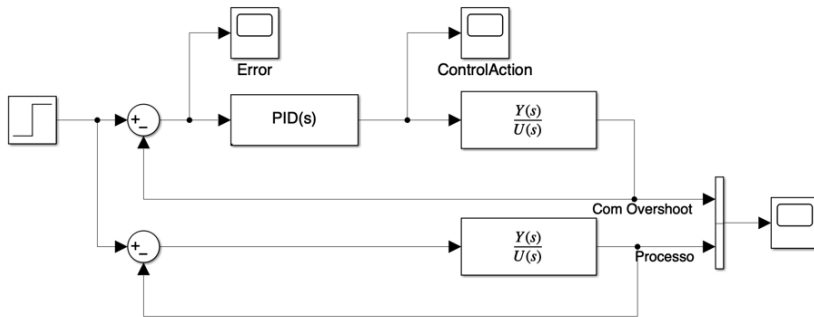 Error
ControlAction
+
−
PID(s)
Y(s)
U(s)
Com Overshoot
+
−
Y(s)
U(s)
Processo